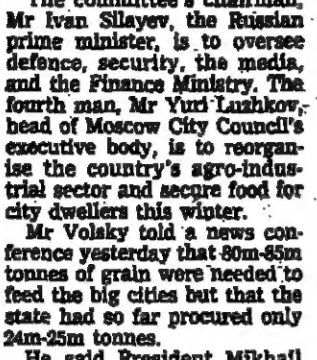 The committee's chairman,
Mr Ivan Silayev, the Russian
prime minister, is to oversee
defence, security, the media,
and the Finance Ministry. The
fourth man, Mr Yuri Luzhkov,
head of Moscow City Council's
executive body, is to reorgan-
ise the country's agro-indus-
trial sector and secure food for
city dwellers this winter.
Mr Volsky told a news con-
ference yesterday that 80m-85m
tonnes of grain were needed to
feed the big cities but that the
state had so far procured only
24m-25m tonnes.
He said President Mikhail